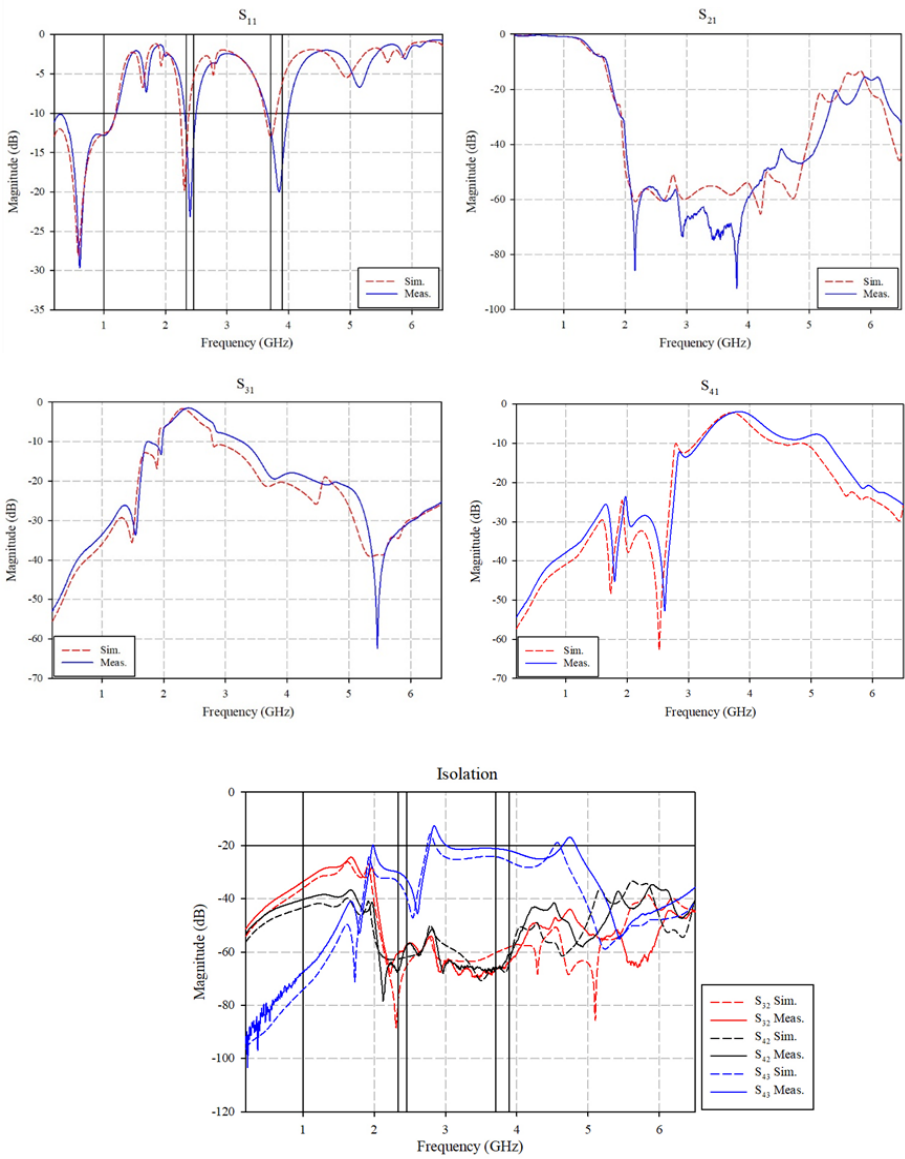 S11
0
-5
-10
-15
-20
-25
-30
-35
Magnitude (dB)
1 2 3 4 5 6
Frequency (GHz)
Sim.
Meas.
S21
0
-20
-40
-60
-80
-100
Magnitude (dB)
1 2 3 4 5 6
Frequency (GHz)
Sim.
Meas.
S31
0
-10
-20
-30
-40
-50
-60
-70
Magnitude (dB)
1 2 3 4 5 6
Frequency (GHz)
Sim.
Meas.
S41
0
-10
-20
-30
-40
-50
-60
-70
Magnitude (dB)
1 2 3 4 5 6
Frequency (GHz)
Sim.
Meas.
Isolation
0
-20
-40
-60
-80
-100
-120
Magnitude (dB)
1 2 3 4 5 6
Frequency (GHz)
S32 Sim.
S32 Meas.
S42 Sim.
S42 Meas.
S43 Sim.
S43 Meas.